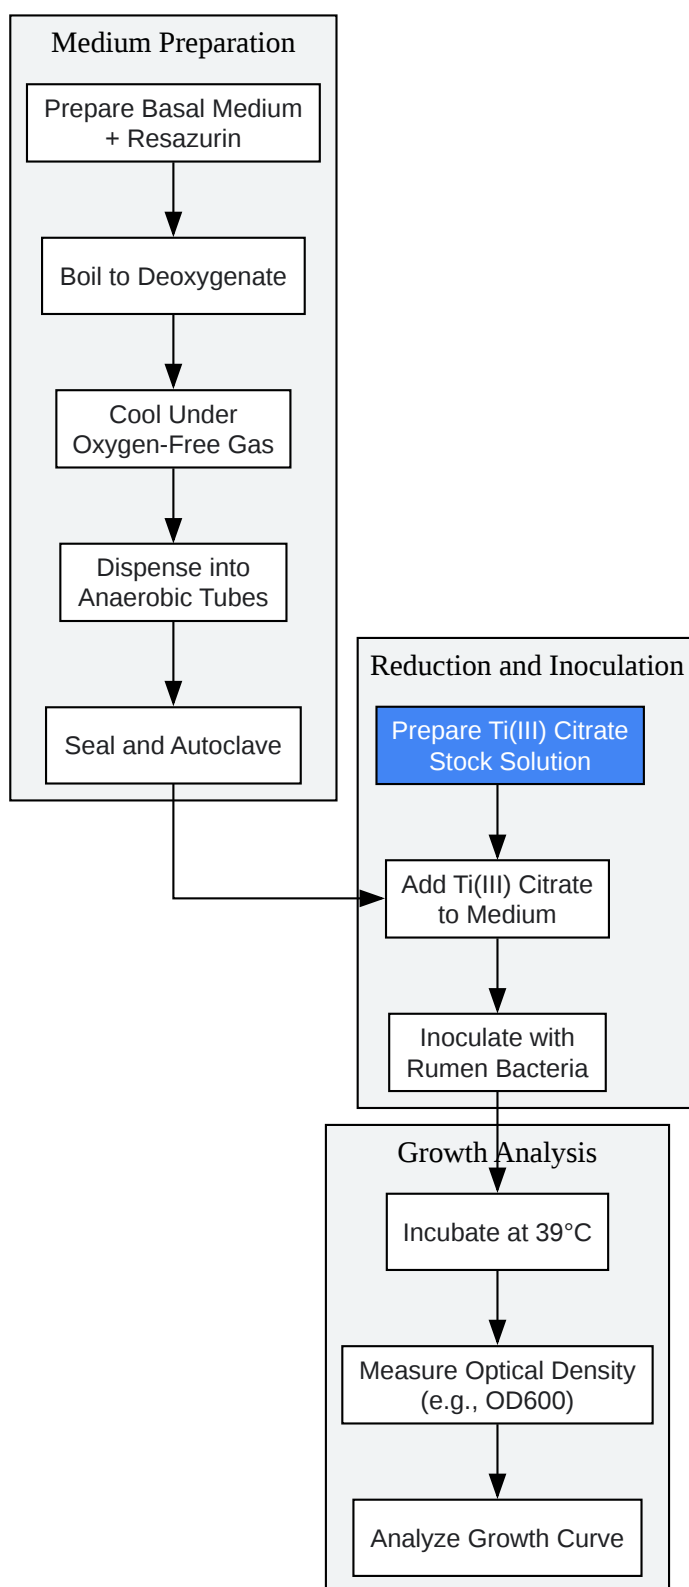 Medium Preparation
Prepare Basal Medium
+ Resazurin
Boil to Deoxygenate
Cool Under
Oxygen-Free Gas
Dispense into
Anaerobic Tubes
Seal and Autoclave
Reduction and Inoculation
Prepare Ti(III) Citrate
Stock Solution
Add Ti(III) Citrate
to Medium
Inoculate with
Rumen Bacteria
Growth Analysis
Incubate at 39°C
Measure Optical Density
(e.g., OD600)
Analyze Growth Curve